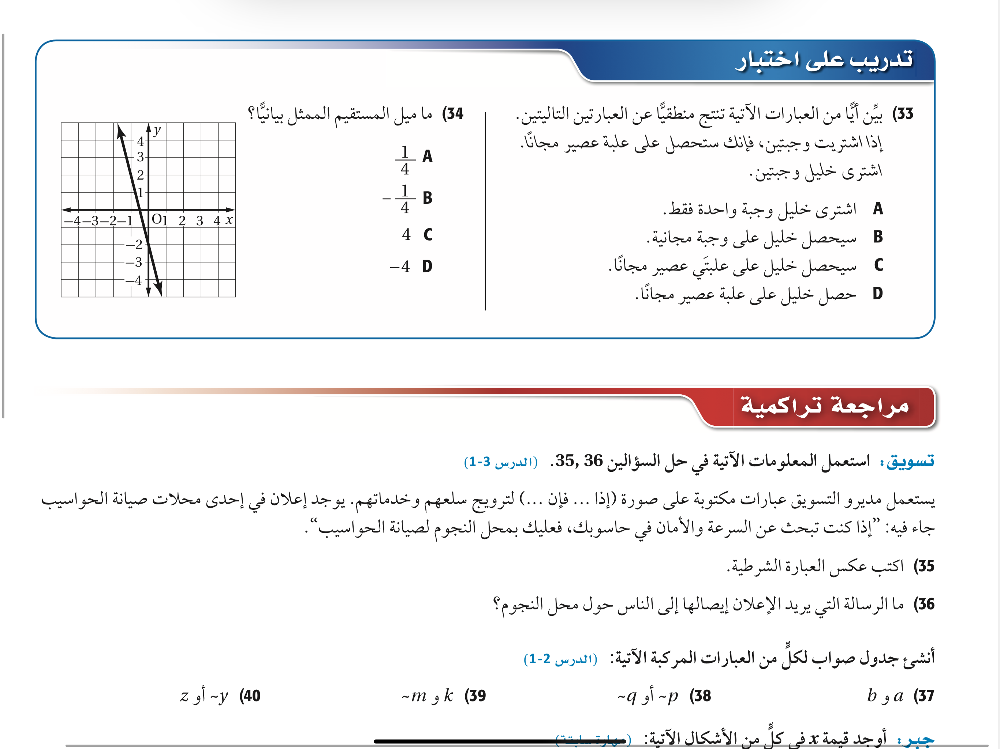 تدريب على اختبار
33) بيِّن أيًّا من العبارات الآتية تنتج منطقيًّا عن العبارتين التاليتين.
إذا اشتريت وجبتين، فإنك ستحصل على علبة عصير مجانًا.
اشترى خليل وجبتين.
A اشترى خليل وجبة واحدة فقط.
B سيحصل خليل على وجبة مجانية.
C سيحصل خليل على علبتَي عصير مجانًا.
D حصل خليل على علبة عصير مجانًا.
34) ما ميل المستقيم الممثل بيانيًّا؟
A 1/4
B −1/4
C 4
D −4
y
4
3
2
1
−4 −3 −2 −1 O 1 2 3 4 x
−2
−3
−4
مراجعة تراكمية
تسويق: استعمل المعلومات الآتية في حل السؤالين 35, 36. (الدرس 3-1)
يستعمل مديرو التسويق عبارات مكتوبة على صورة (إذا ... فإن ...) لترويج سلعهم وخدماتهم. يوجد إعلان في إحدى محلات صيانة الحواسيب
جاء فيه: ”إذا كنت تبحث عن السرعة والأمان في حاسوبك، فعليك بمحل النجوم لصيانة الحواسيب“.
35) اكتب عكس العبارة الشرطية.
36) ما الرسالة التي يريد الإعلان إيصالها إلى الناس حول محل النجوم؟
أنشئ جدول صواب لكلٍّ من العبارات المركبة الآتية: (الدرس 2-1)
37) a و b 38) ~p أو ~q 39) k و ~m 40) ~y أو z
جبر: أوجد قيمة x في كلٍّ من الأشكال الآتية: (مهارة سابقة)